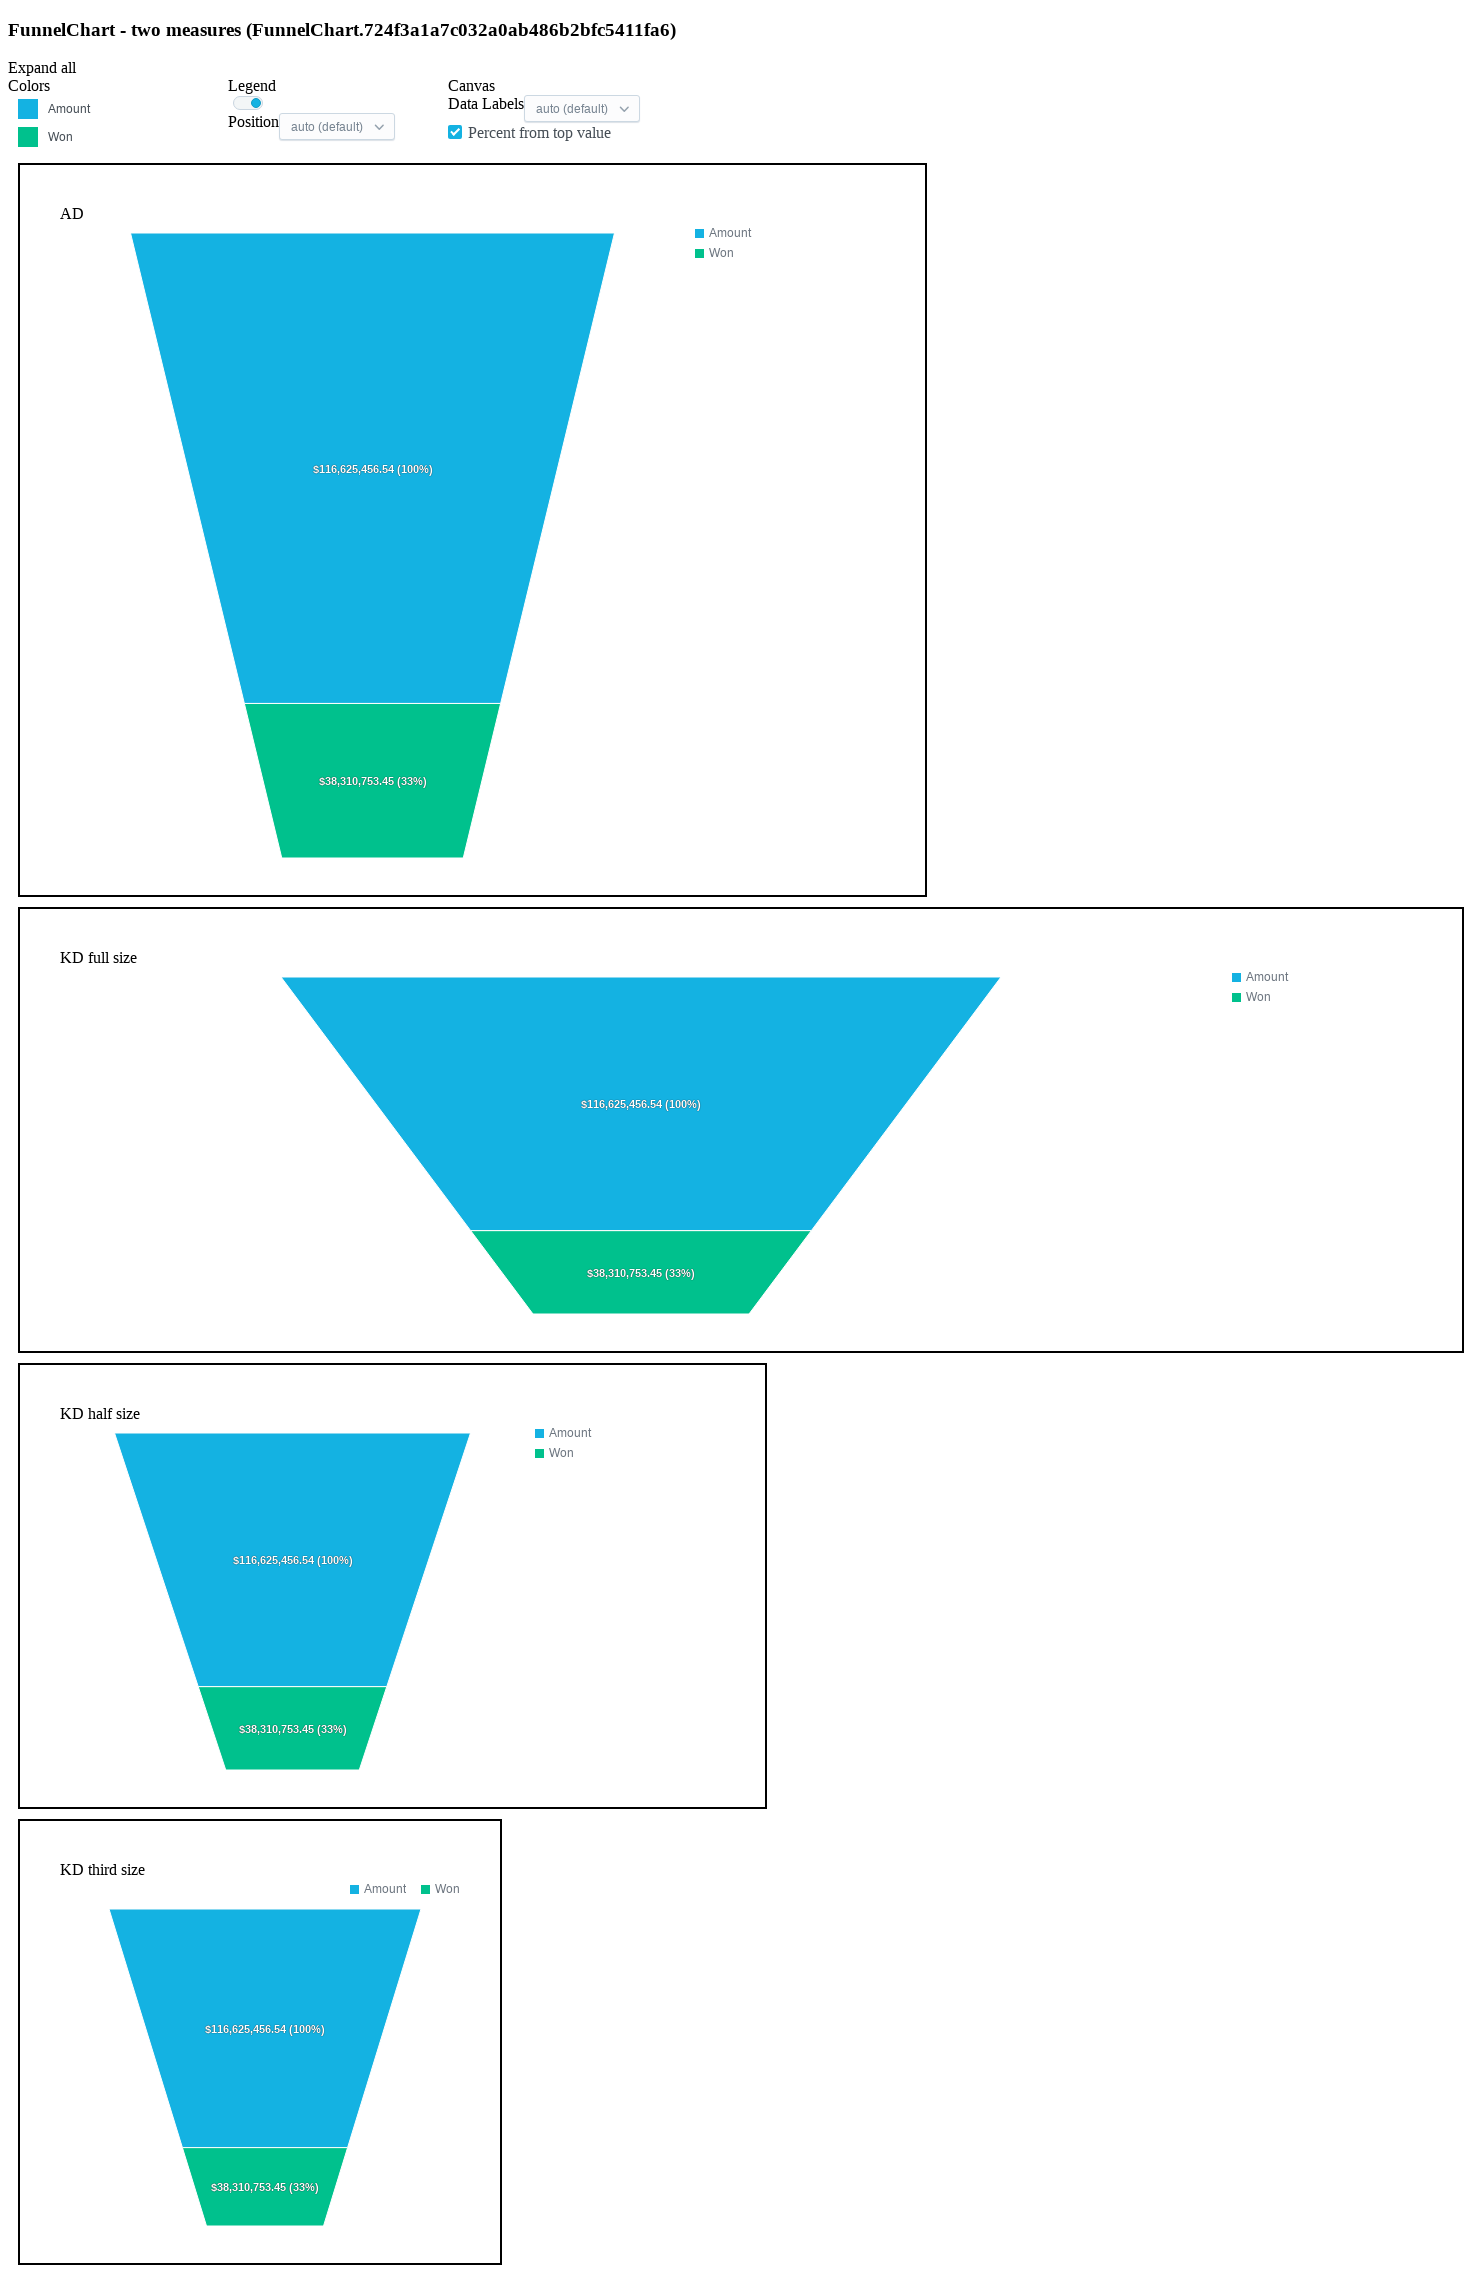 FunnelChart - two measures (FunnelChart.724f3a1a7c032a0ab486b2bfc5411fa6)
Expand all
Colors
Amount
Won
Legend
Position auto (default)
Canvas
Data Labels auto (default)
Percent from top value
AD
Amount
Won
$116,625,456.54 (100%)
$38,310,753.45 (33%)
KD full size
Amount
Won
$116,625,456.54 (100%)
$38,310,753.45 (33%)
KD half size
Amount
Won
$116,625,456.54 (100%)
$38,310,753.45 (33%)
KD third size
Amount Won
$116,625,456.54 (100%)
$38,310,753.45 (33%)